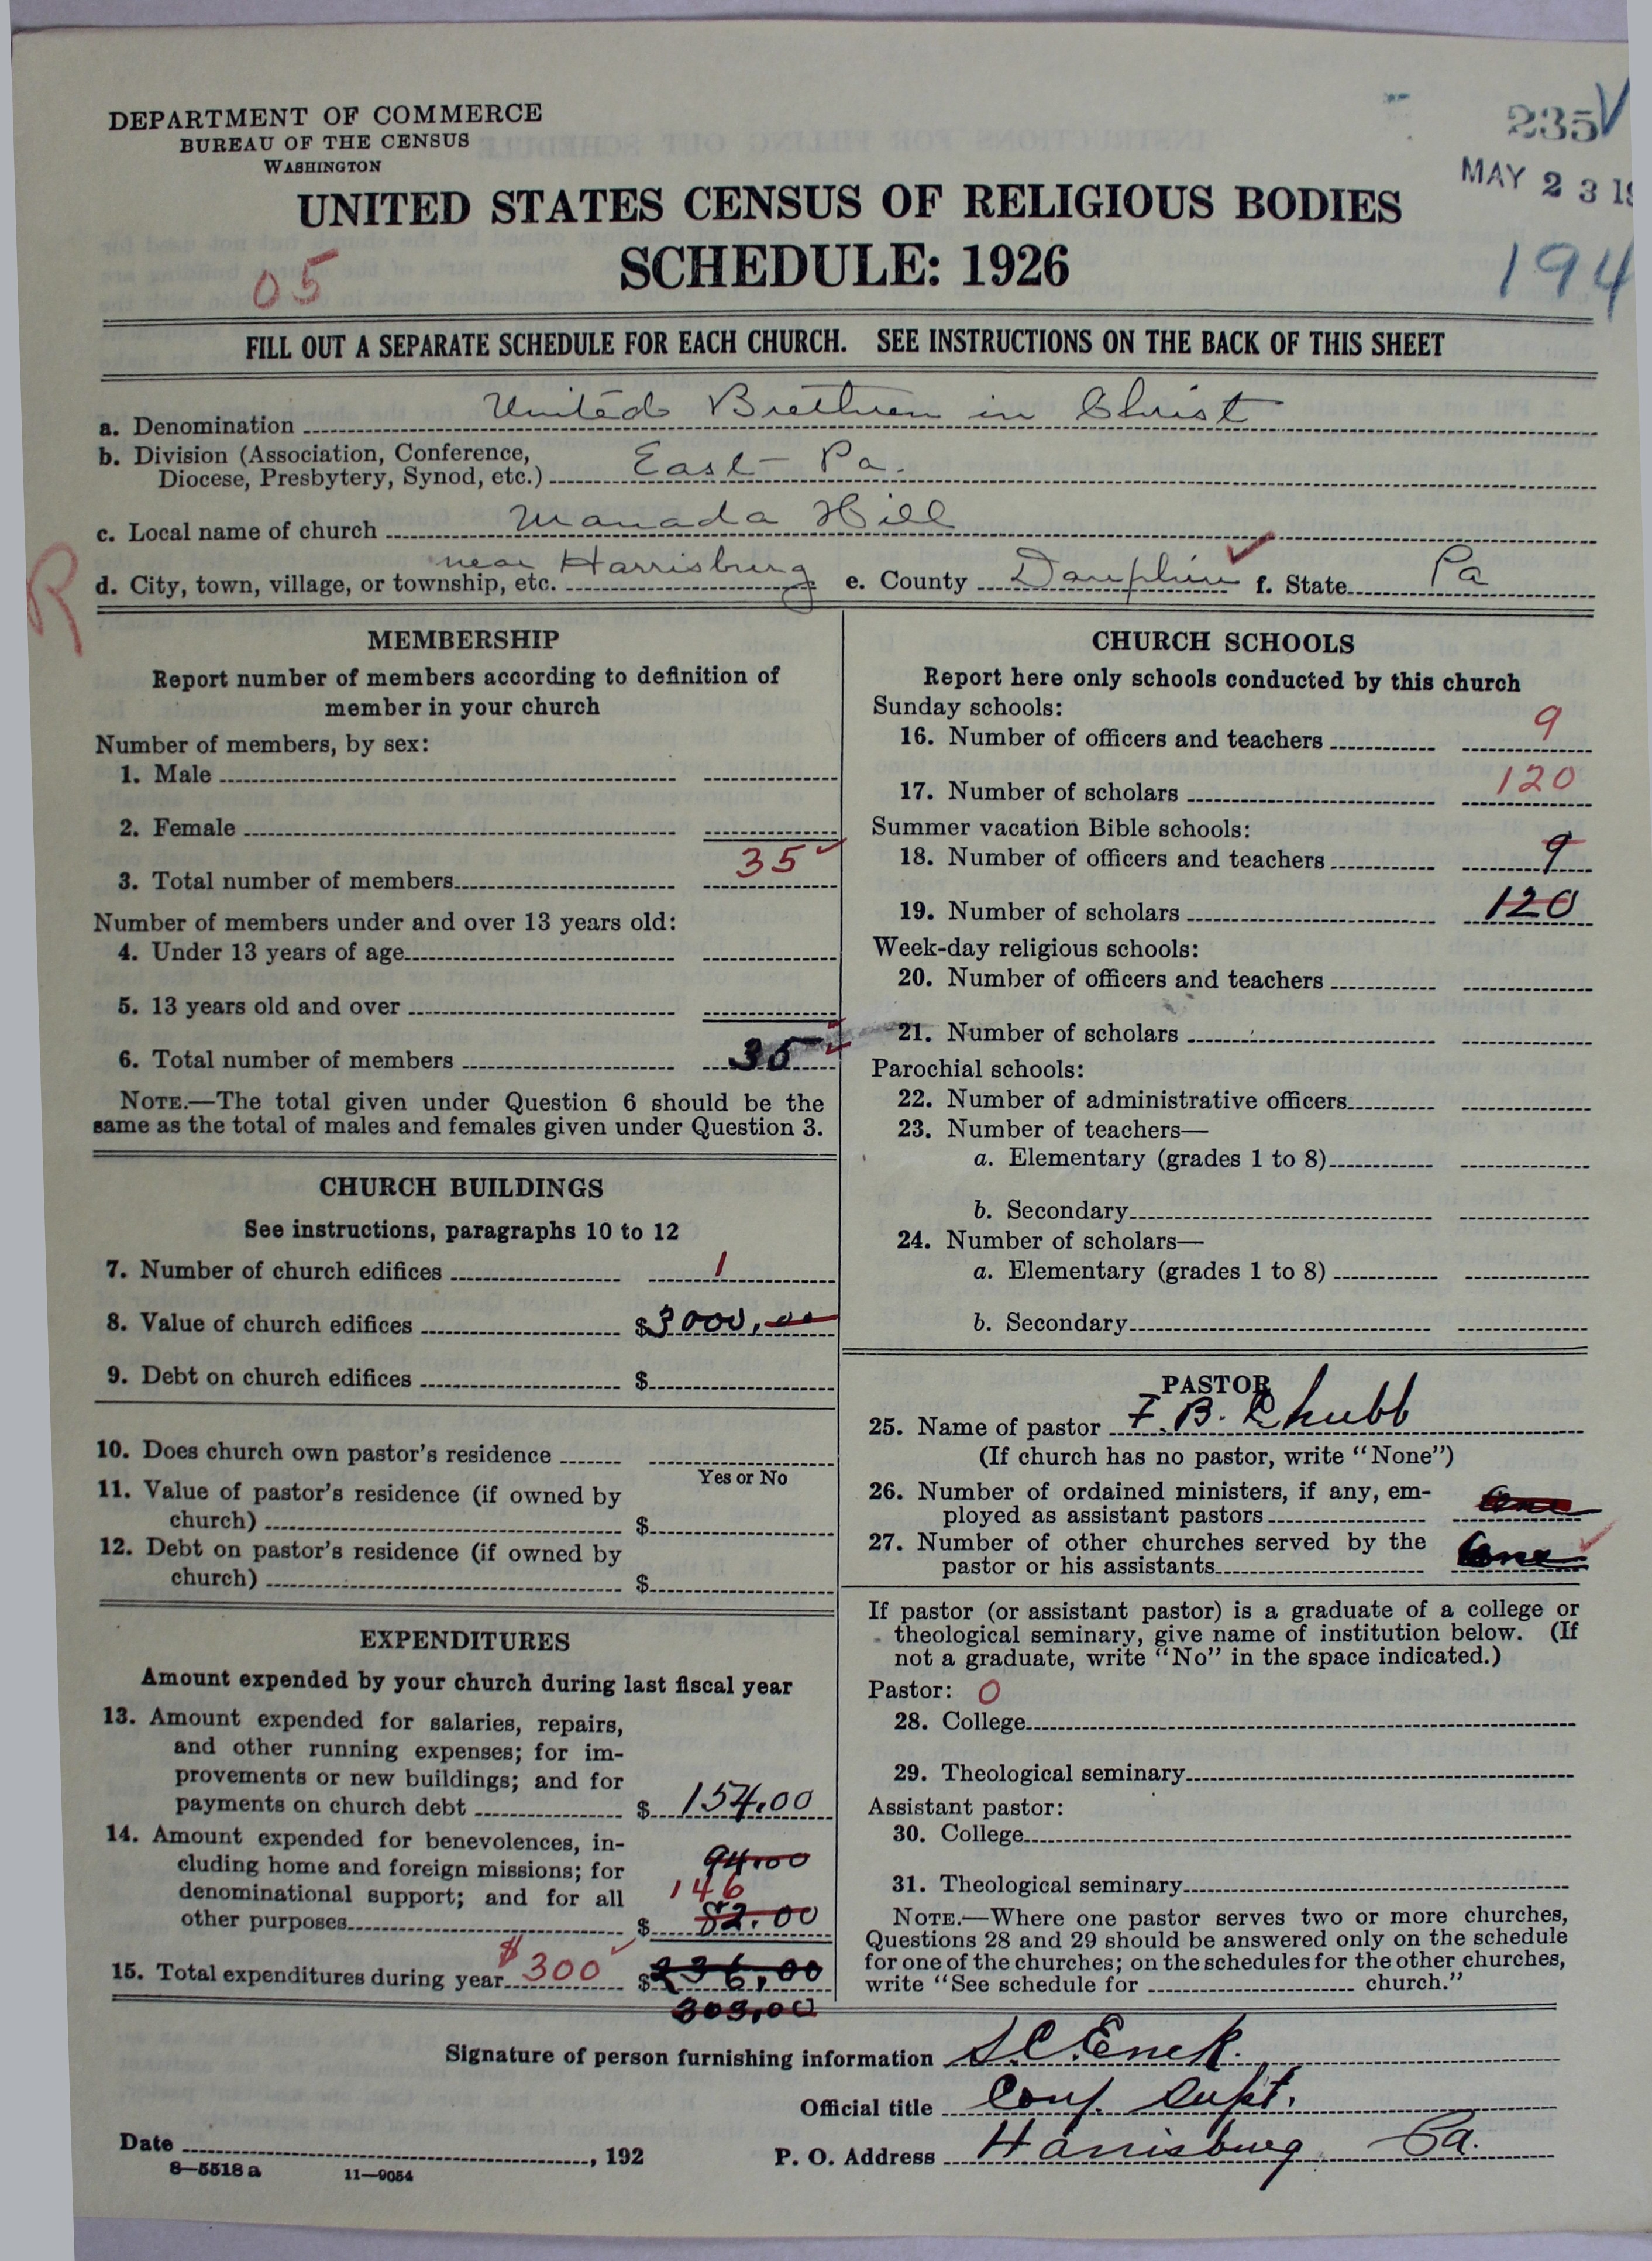 DEPARTMENT OF COMMERCE
BUREAU OF THE CENSUS
WASHINGTON
235
MAY 23 19
UNITED STATES CENSUS OF RELIGIOUS BODIES
SCHEDULE: 1926
05
194
FILL OUT A SEPARATE SCHEDULE FOR EACH CHURCH. SEE INSTRUCTIONS ON THE BACK OF THIS SHEET
a. Denomination United Brethren in Christ
b. Division (Association, Conference,
Diocese, Presbytery, Synod, etc.) East Pa.
c. Local name of church Manada Hill
d. City, town, village, or township, etc. near Harrisburg e. County Dauphin f. State Pa
R
MEMBERSHIP
Report number of members according to definition of
member in your church
Number of members, by sex:
1. Male
2. Female
3. Total number of members 35
Number of members under and over 13 years old:
4. Under 13 years of age
5. 13 years old and over
6. Total number of members 35
NOTE.—The total given under Question 6 should be the
same as the total of males and females given under Question 3.
CHURCH BUILDINGS
See instructions, paragraphs 10 to 12
7. Number of church edifices 1
8. Value of church edifices $3000.00
9. Debt on church edifices $
10. Does church own pastor's residence
Yes or No
11. Value of pastor's residence (if owned by
church) $
12. Debt on pastor's residence (if owned by
church) $
EXPENDITURES
Amount expended by your church during last fiscal year
13. Amount expended for salaries, repairs,
and other running expenses; for im-
provements or new buildings; and for
payments on church debt $ 154.00
14. Amount expended for benevolences, in-
cluding home and foreign missions; for 94.00
denominational support; and for all 146
other purposes $ 52.00
15. Total expenditures during year $300 $236.00
303.00
CHURCH SCHOOLS
Report here only schools conducted by this church
Sunday schools:
16. Number of officers and teachers 9
17. Number of scholars 120
Summer vacation Bible schools:
18. Number of officers and teachers 9
19. Number of scholars 120
Week-day religious schools:
20. Number of officers and teachers
21. Number of scholars
Parochial schools:
22. Number of administrative officers
23. Number of teachers—
a. Elementary (grades 1 to 8)
b. Secondary
24. Number of scholars—
a. Elementary (grades 1 to 8)
b. Secondary
PASTOR
25. Name of pastor F. B. Chubb
(If church has no pastor, write "None")
26. Number of ordained ministers, if any, em-
ployed as assistant pastors One
27. Number of other churches served by the
pastor or his assistants One
If pastor (or assistant pastor) is a graduate of a college or
theological seminary, give name of institution below. (If
not a graduate, write "No" in the space indicated.)
Pastor: 0
28. College
29. Theological seminary
Assistant pastor:
30. College
31. Theological seminary
NOTE.—Where one pastor serves two or more churches,
Questions 28 and 29 should be answered only on the schedule
for one of the churches; on the schedules for the other churches,
write "See schedule for church."
Signature of person furnishing information S.C. Enck.
Official title Conf. Supt.
Date , 192
P. O. Address Harrisburg Pa.
8—5518 a 11—9054